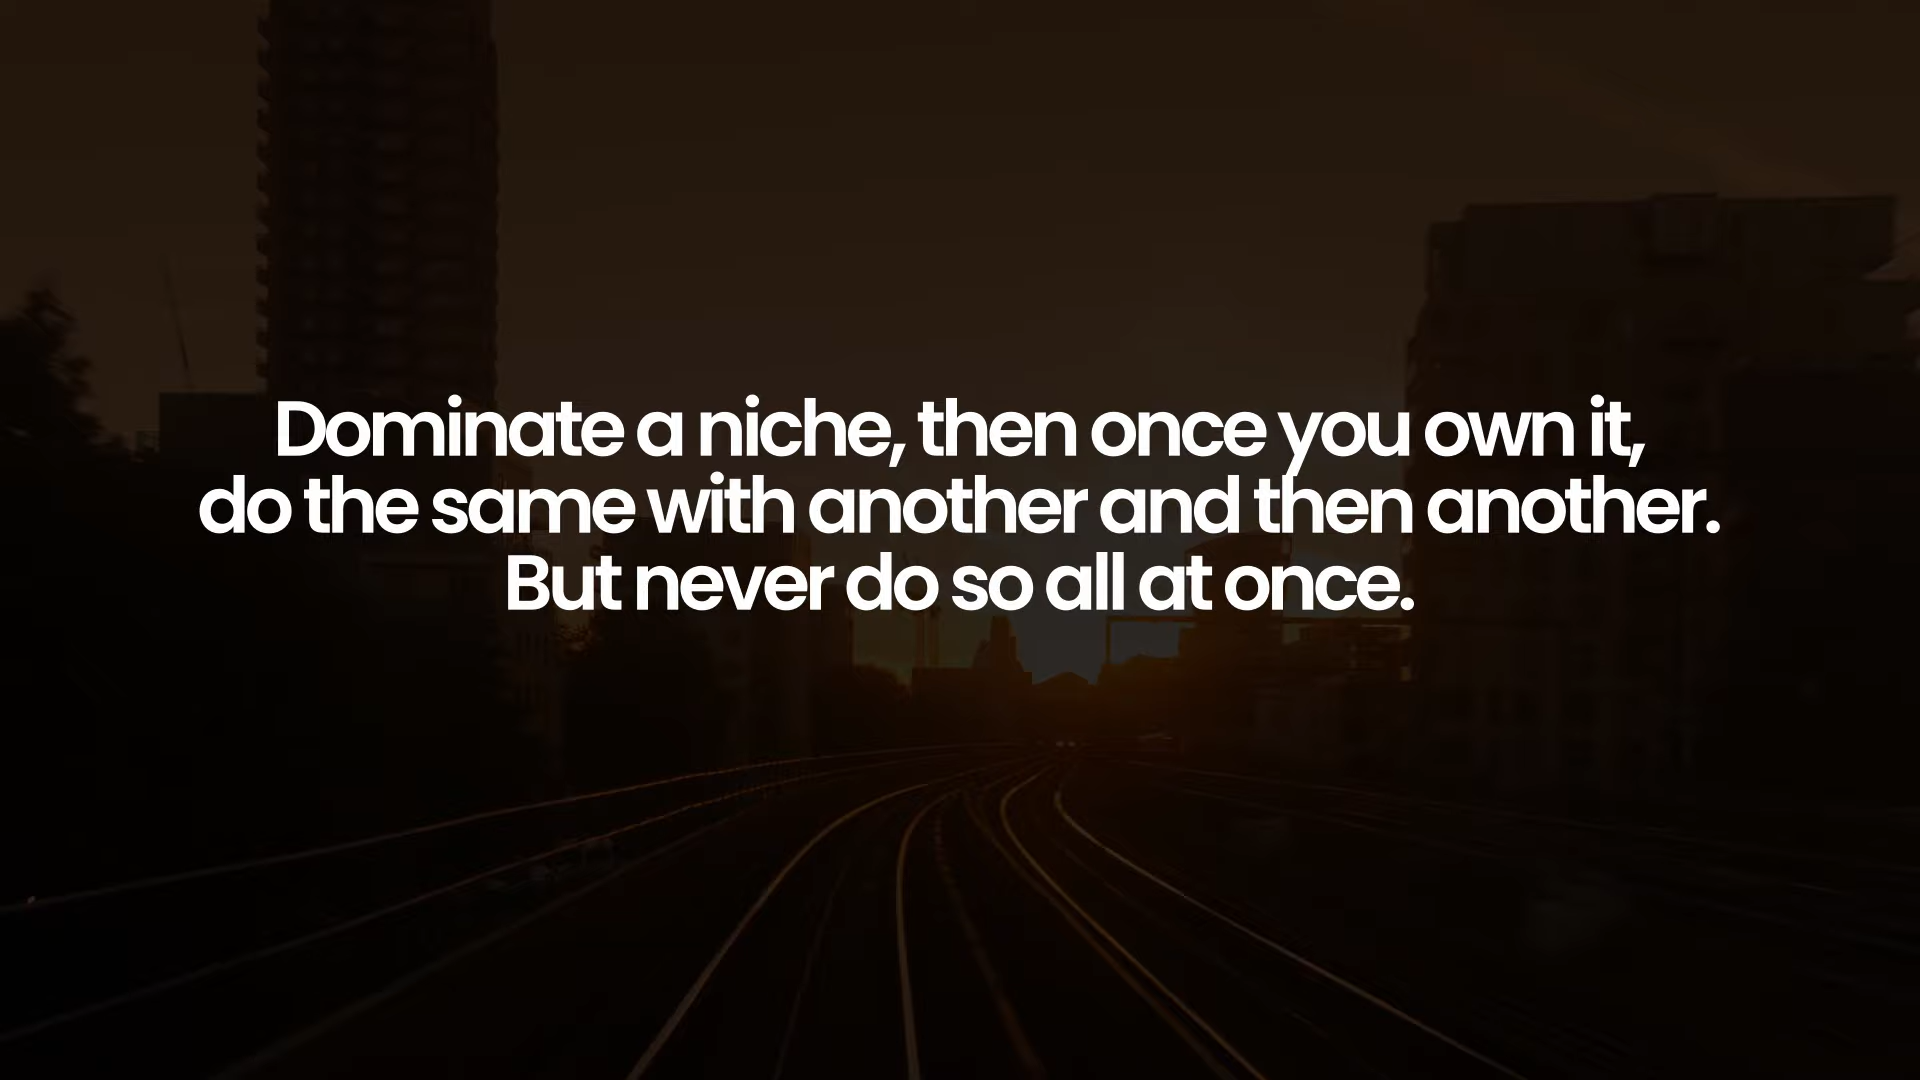 Dominate a niche, then once you own it,
do the same with another and then another.
But never do so all at once.